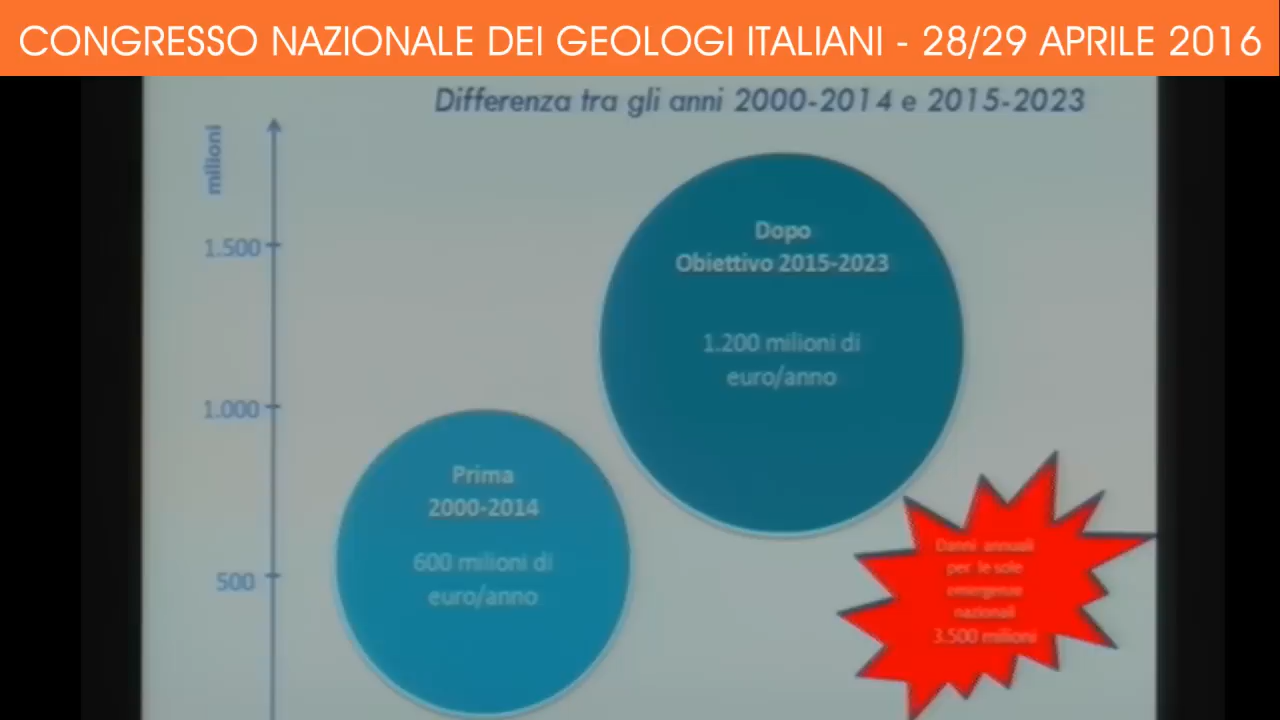 CONGRESSO NAZIONALE DEI GEOLOGI ITALIANI - 28/29 APRILE 2016
Differenza tra gli anni 2000-2014 e 2015-2023
milioni
1.500
1.000
500
Dopo
Obiettivo 2015-2023
1.200 milioni di
euro/anno
Prima
2000-2014
600 milioni di
euro/anno
Danni annuali
per le sole
emergenze
nazionali
3.500 milioni